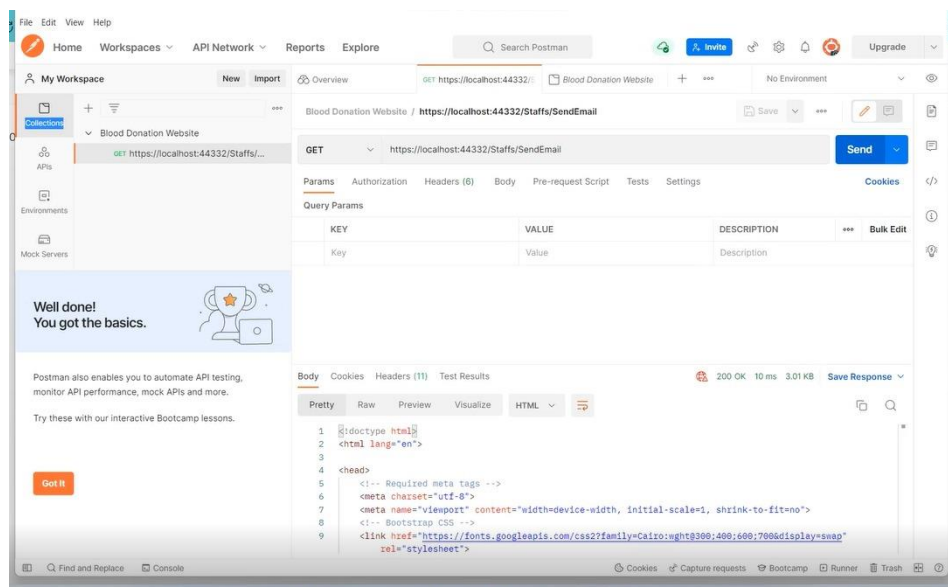 File Edit View Help
Home Workspaces API Network Reports Explore Search Postman Invite Upgrade
My Workspace New Import Overview GET https://localhost:44332/ Blood Donation Website + No Environment
Collections
Blood Donation Website / https://localhost:44332/Staffs/SendEmail Save
Blood Donation Website
GET https://localhost:44332/Staffs/...
GET https://localhost:44332/Staffs/SendEmail Send
APIs
Params Authorization Headers (6) Body Pre-request Script Tests Settings Cookies
Environments
Query Params
KEY VALUE DESCRIPTION Bulk Edit
Key Value Description
Mock Servers
Well done!
You got the basics.
Postman also enables you to automate API testing,
monitor API performance, mock APIs and more.
Try these with our interactive Bootcamp lessons.
Got It
Body Cookies Headers (11) Test Results 200 OK 10 ms 3.01 KB Save Response
Pretty Raw Preview Visualize HTML
1 <!doctype html>
2 <html lang="en">
3
4 <head>
5 <!-- Required meta tags -->
6 <meta charset="utf-8">
7 <meta name="viewport" content="width=device-width, initial-scale=1, shrink-to-fit=no">
8 <!-- Bootstrap CSS -->
9 <link href="https://fonts.googleapis.com/css2?family=Cairo:wght@300;400;600;700&display=swap"
rel="stylesheet">
Find and Replace Console Cookies Capture requests Bootcamp Runner Trash